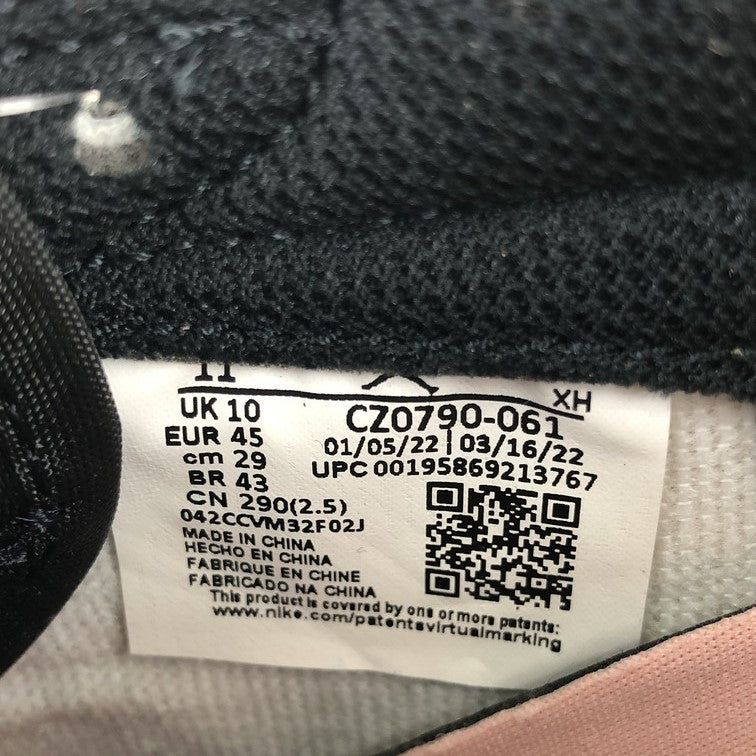 11
XH
UK 10
EUR 45
cm 29
BR 43
CN 290(2.5)
042CCVM32F02J
CZ0790-061
01/05/22 | 03/16/22
UPC 00195869213767
MADE IN CHINA
HECHO EN CHINA
FABRIQUE EN CHINE
FABRICADO NA CHINA
This product is covered by one or more patents:
www.nike.com/patentsvirtualmarking